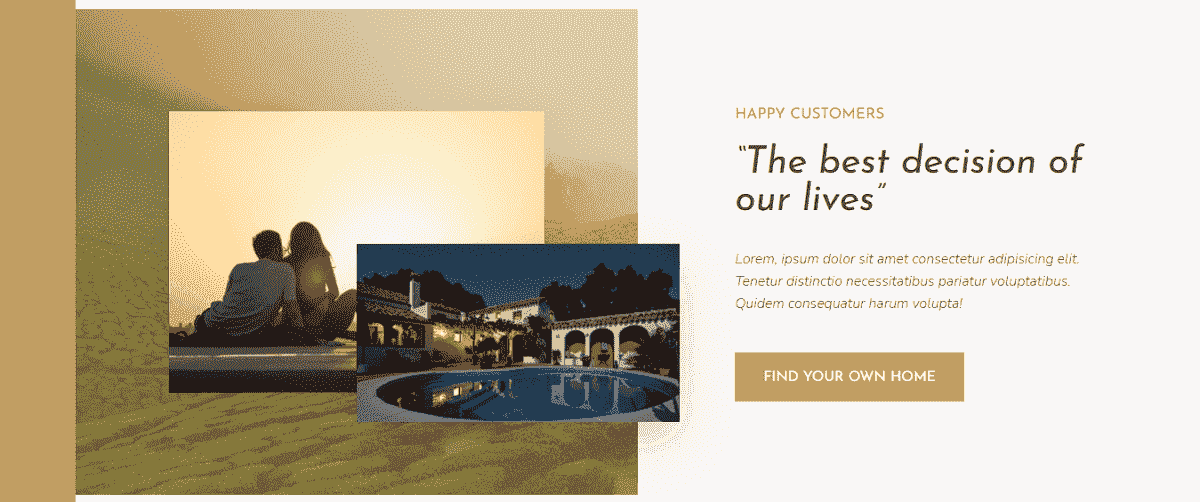 HAPPY CUSTOMERS
“The best decision of
our lives”
Lorem, ipsum dolor sit amet consectetur adipisicing elit.
Tenetur distinctio necessitatibus pariatur voluptatibus.
Quidem consequatur harum volupta!
FIND YOUR OWN HOME